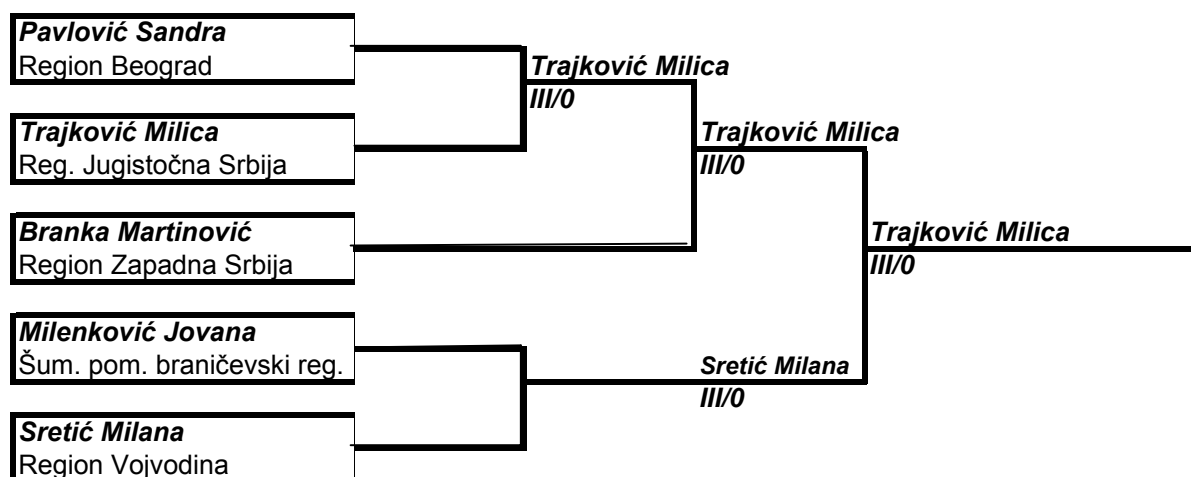 Pavlović Sandra
Region Beograd
Trajković Milica
III/0
Trajković Milica
Reg. Jugistočna Srbija
Trajković Milica
III/0
Branka Martinović
Region Zapadna Srbija
Trajković Milica
III/0
Milenković Jovana
Šum. pom. braničevski reg.
Sretić Milana
III/0
Sretić Milana
Region Vojvodina